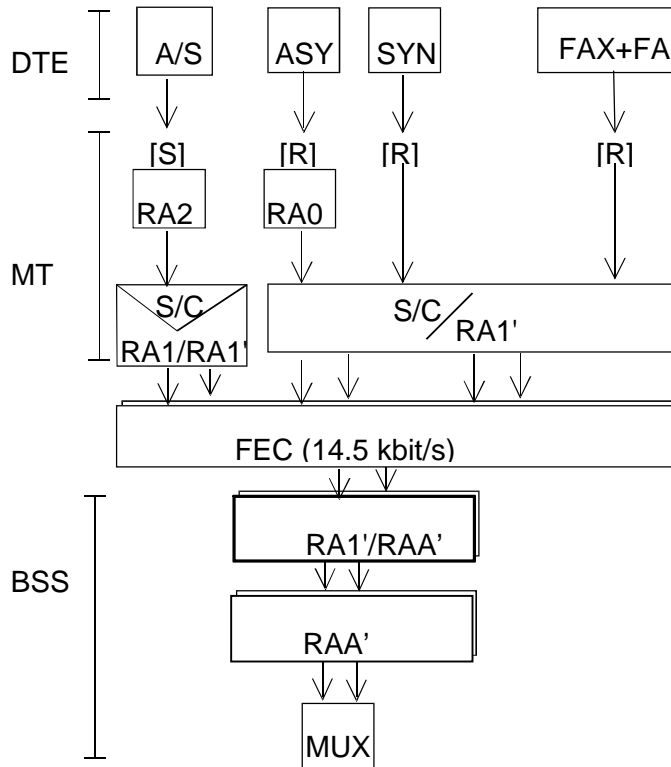 DTE
A/S
ASY
SYN
FAX+FA
[S]
[R]
[R]
[R]
RA2
RA0
MT
S/C
RA1/RA1'
S/C
RA1'
FEC (14.5 kbit/s)
BSS
RA1'/RAA’
RAA’
MUX